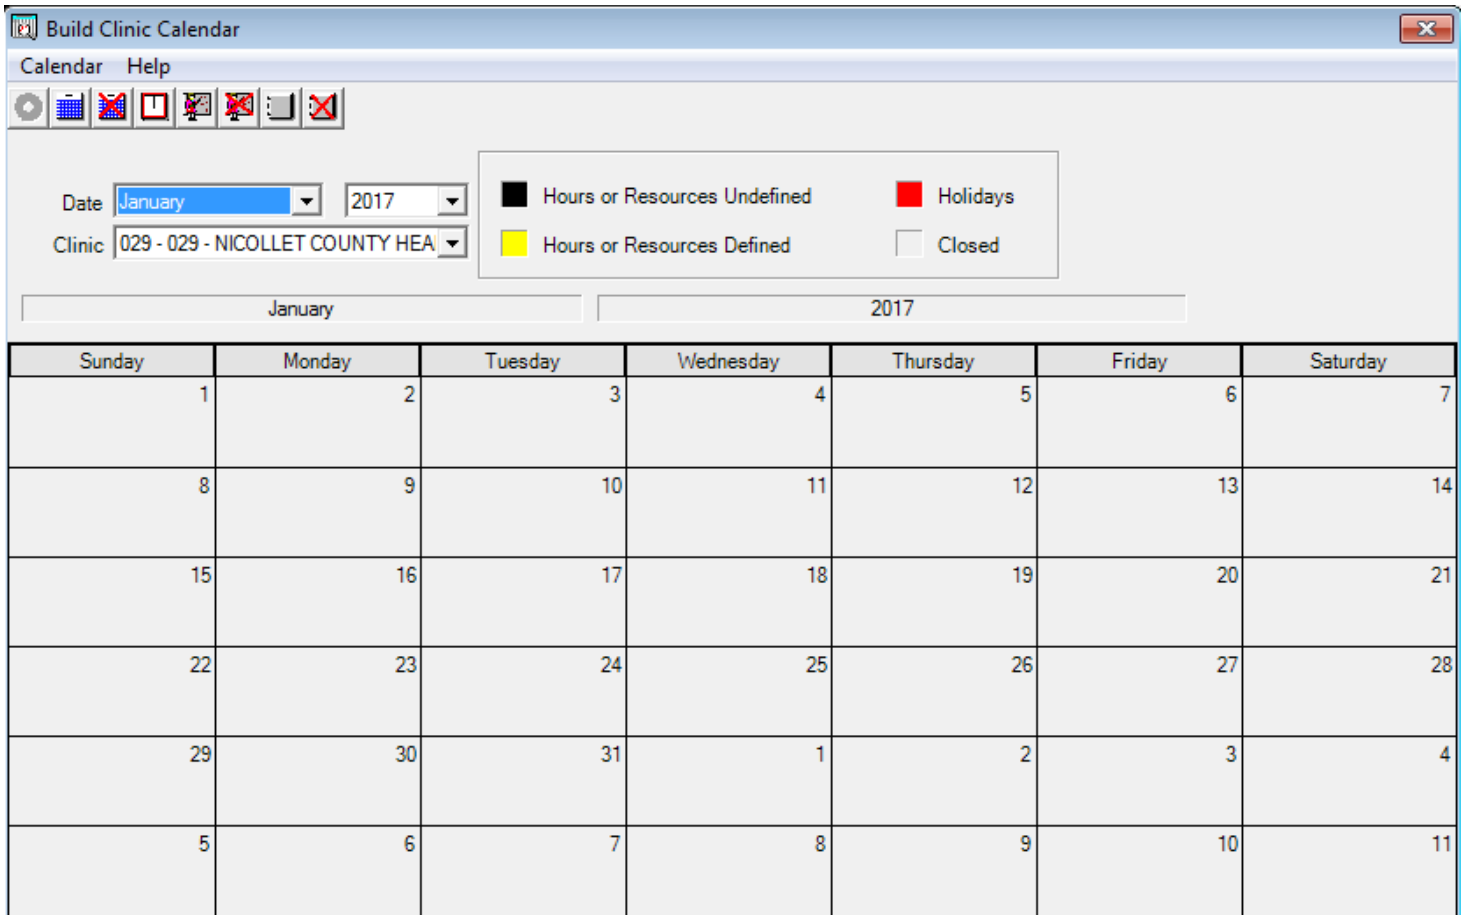 Build Clinic Calendar
Calendar Help
Date January 2017
Clinic 029 - 029 - NICOLLET COUNTY HEA
Hours or Resources Undefined Holidays
Hours or Resources Defined Closed
January 2017
Sunday Monday Tuesday Wednesday Thursday Friday Saturday
1 2 3 4 5 6 7
8 9 10 11 12 13 14
15 16 17 18 19 20 21
22 23 24 25 26 27 28
29 30 31 1 2 3 4
5 6 7 8 9 10 11